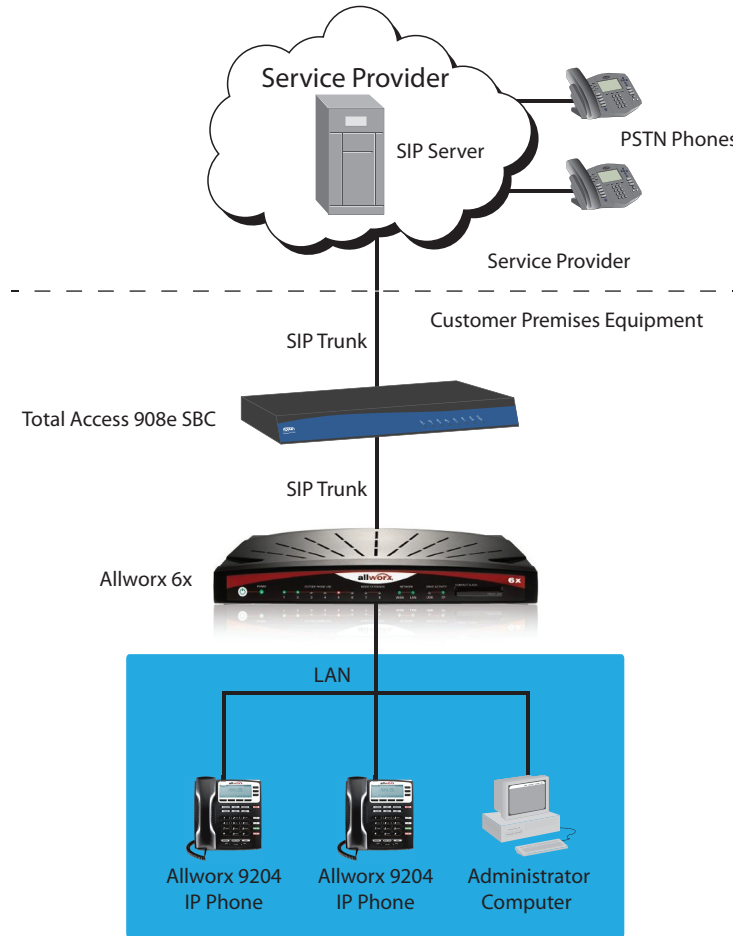 Service Provider
SIP Server
PSTN Phones
Service Provider
Customer Premises Equipment
SIP Trunk
Total Access 908e SBC
SIP Trunk
Allworx 6x
allworx
6x
LAN
Allworx 9204
IP Phone
Allworx 9204
IP Phone
Administrator
Computer